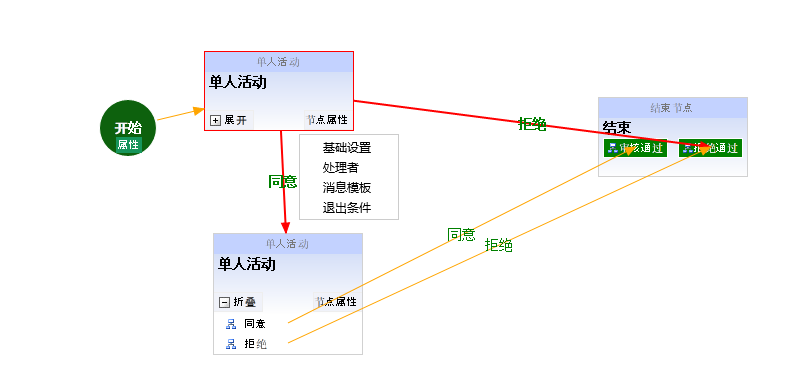 单人活动
单人活动
展开
节点属性
开始
属性
拒绝
结束节点
结束
审核通过
拒绝通过
基础设置
处理者
消息模板
退出条件
同意
单人活动
单人活动
折叠
节点属性
同意
拒绝
同意
拒绝